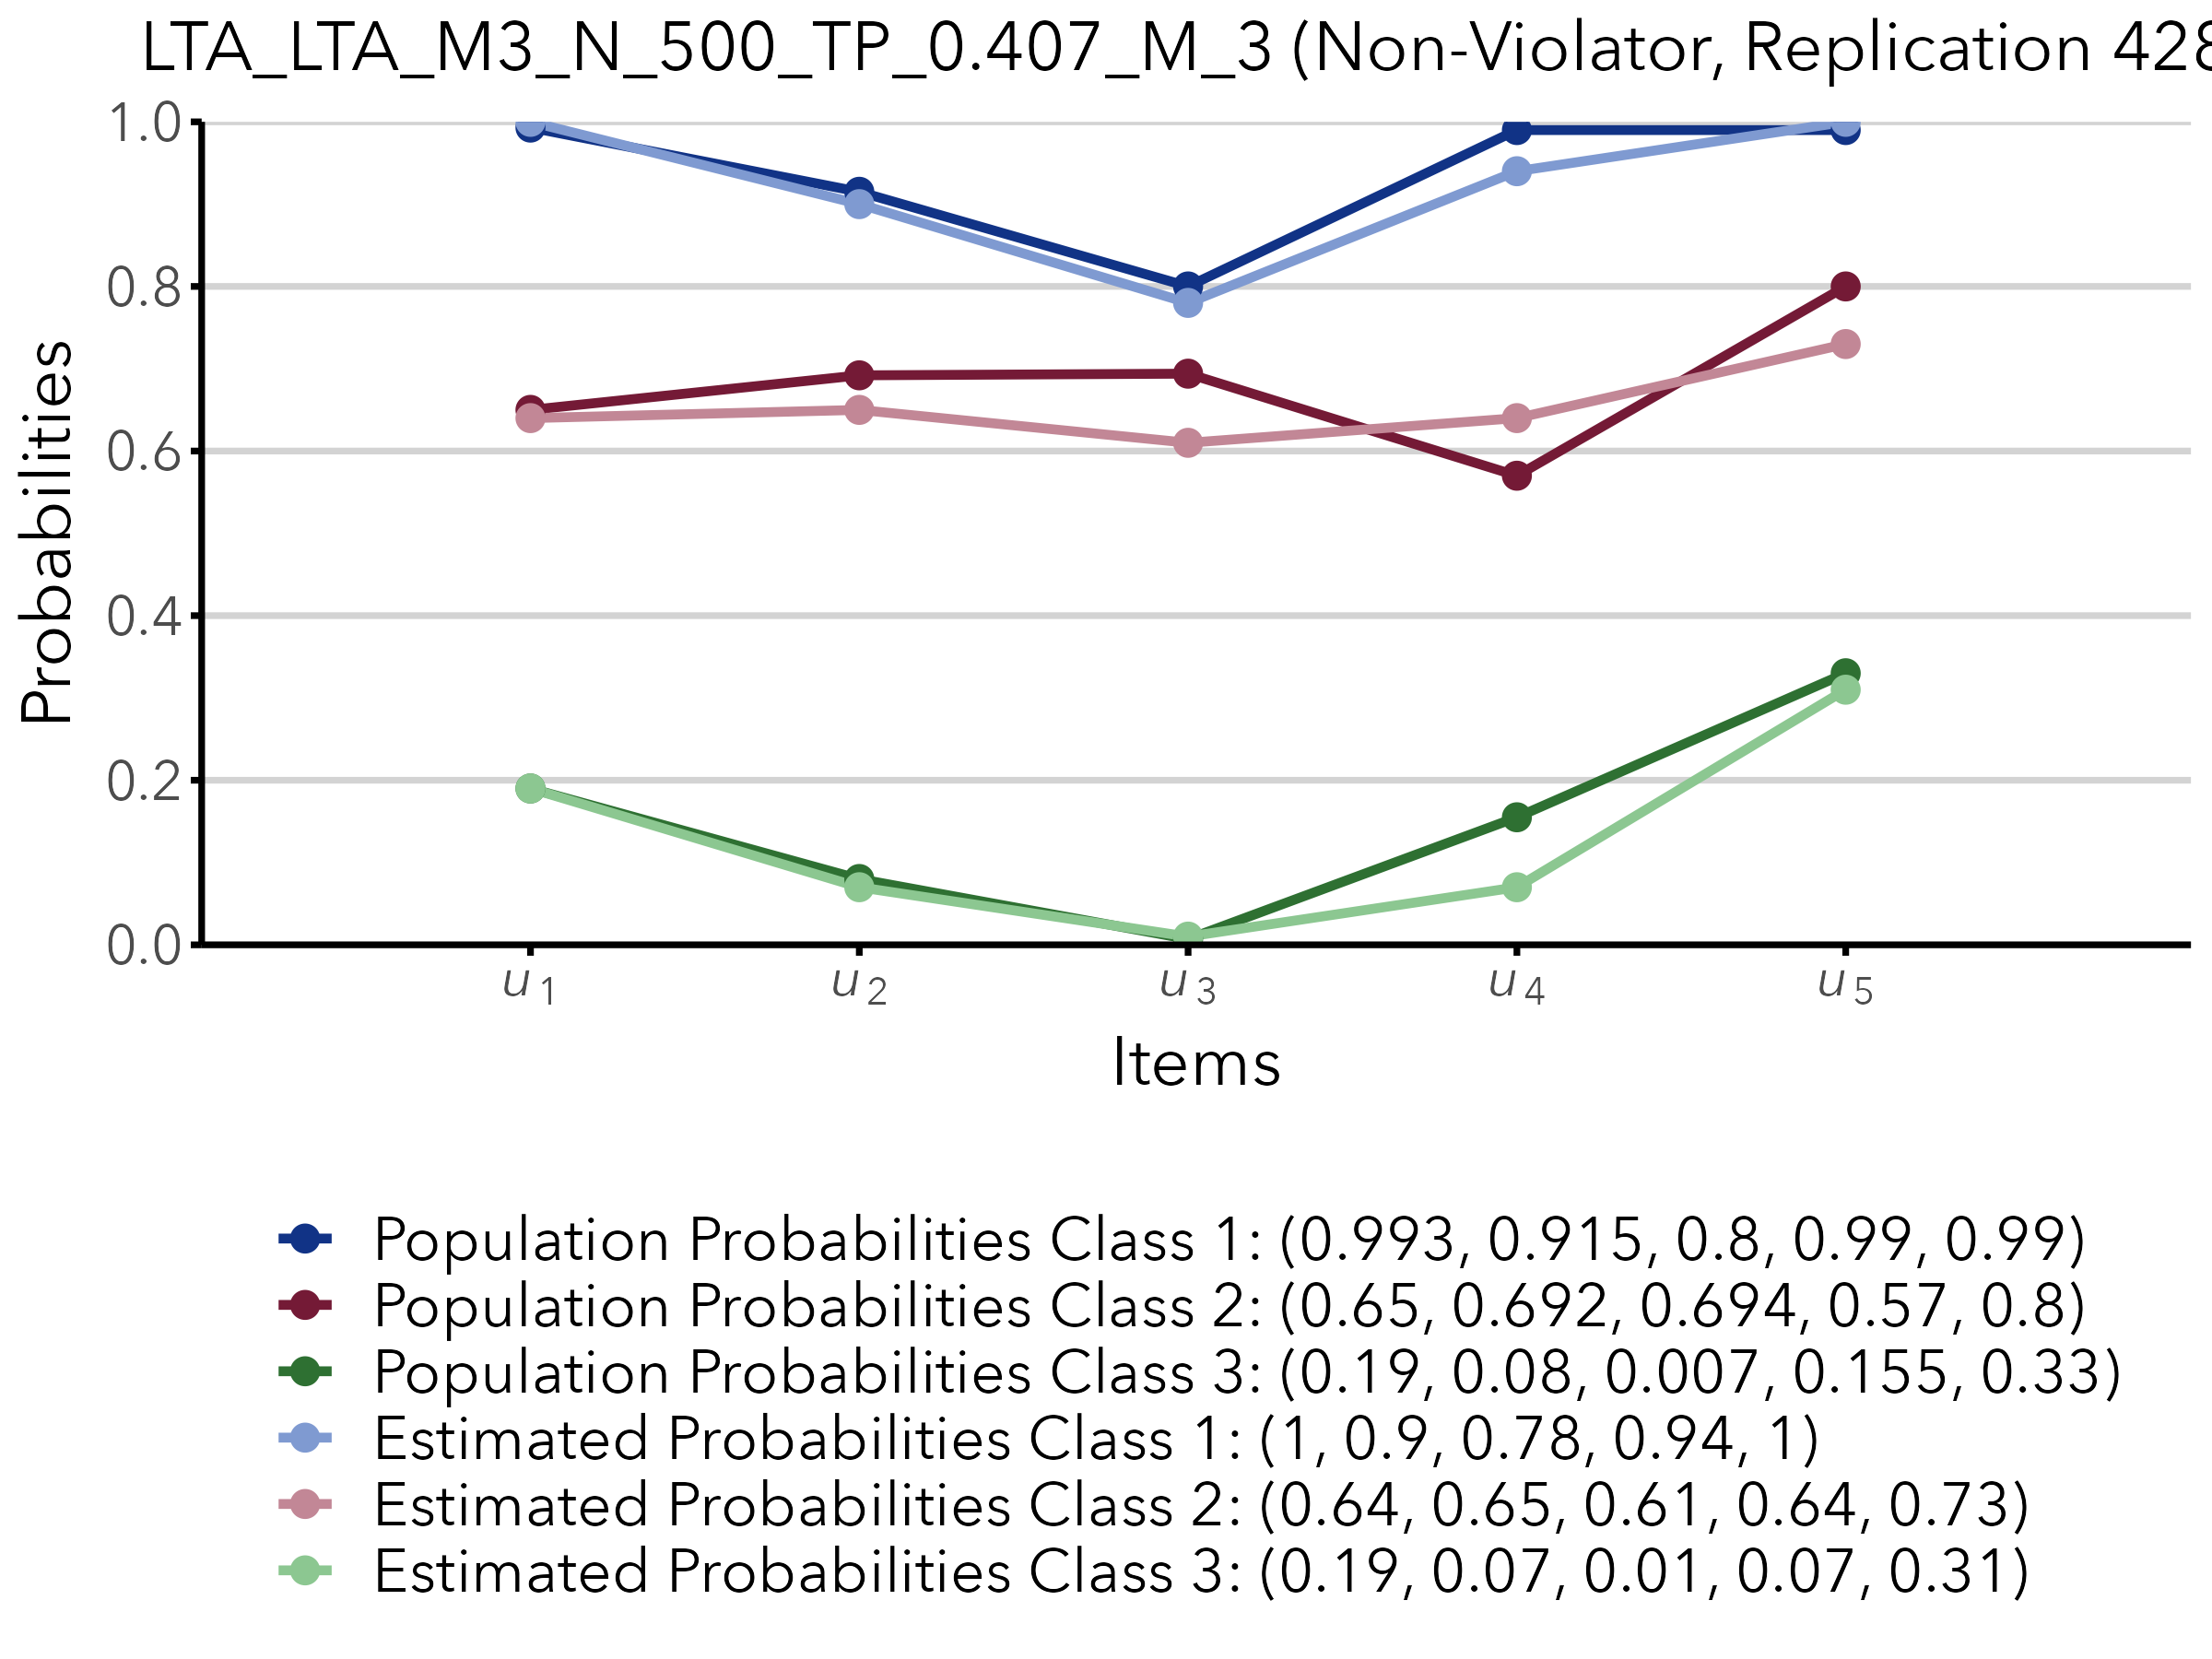 LTA_LTA_M3_N_500_TP_0.407_M_3 (Non-Violator, Replication 428
1.0
0.8
0.6
0.4
0.2
0.0
Probabilities
u1
u2
u3
u4
u5
Items
Population Probabilities Class 1: (0.993, 0.915, 0.8, 0.99, 0.99)
Population Probabilities Class 2: (0.65, 0.692, 0.694, 0.57, 0.8)
Population Probabilities Class 3: (0.19, 0.08, 0.007, 0.155, 0.33)
Estimated Probabilities Class 1: (1, 0.9, 0.78, 0.94, 1)
Estimated Probabilities Class 2: (0.64, 0.65, 0.61, 0.64, 0.73)
Estimated Probabilities Class 3: (0.19, 0.07, 0.01, 0.07, 0.31)